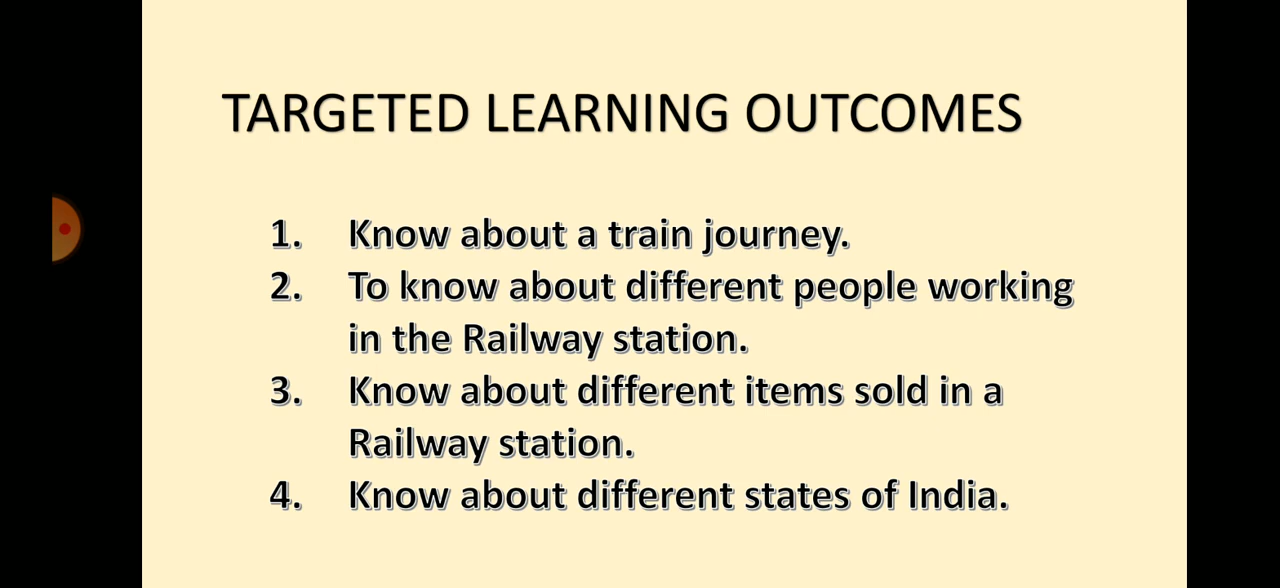 TARGETED LEARNING OUTCOMES
1. Know about a train journey.
2. To know about different people working
in the Railway station.
3. Know about different items sold in a
Railway station.
4. Know about different states of India.